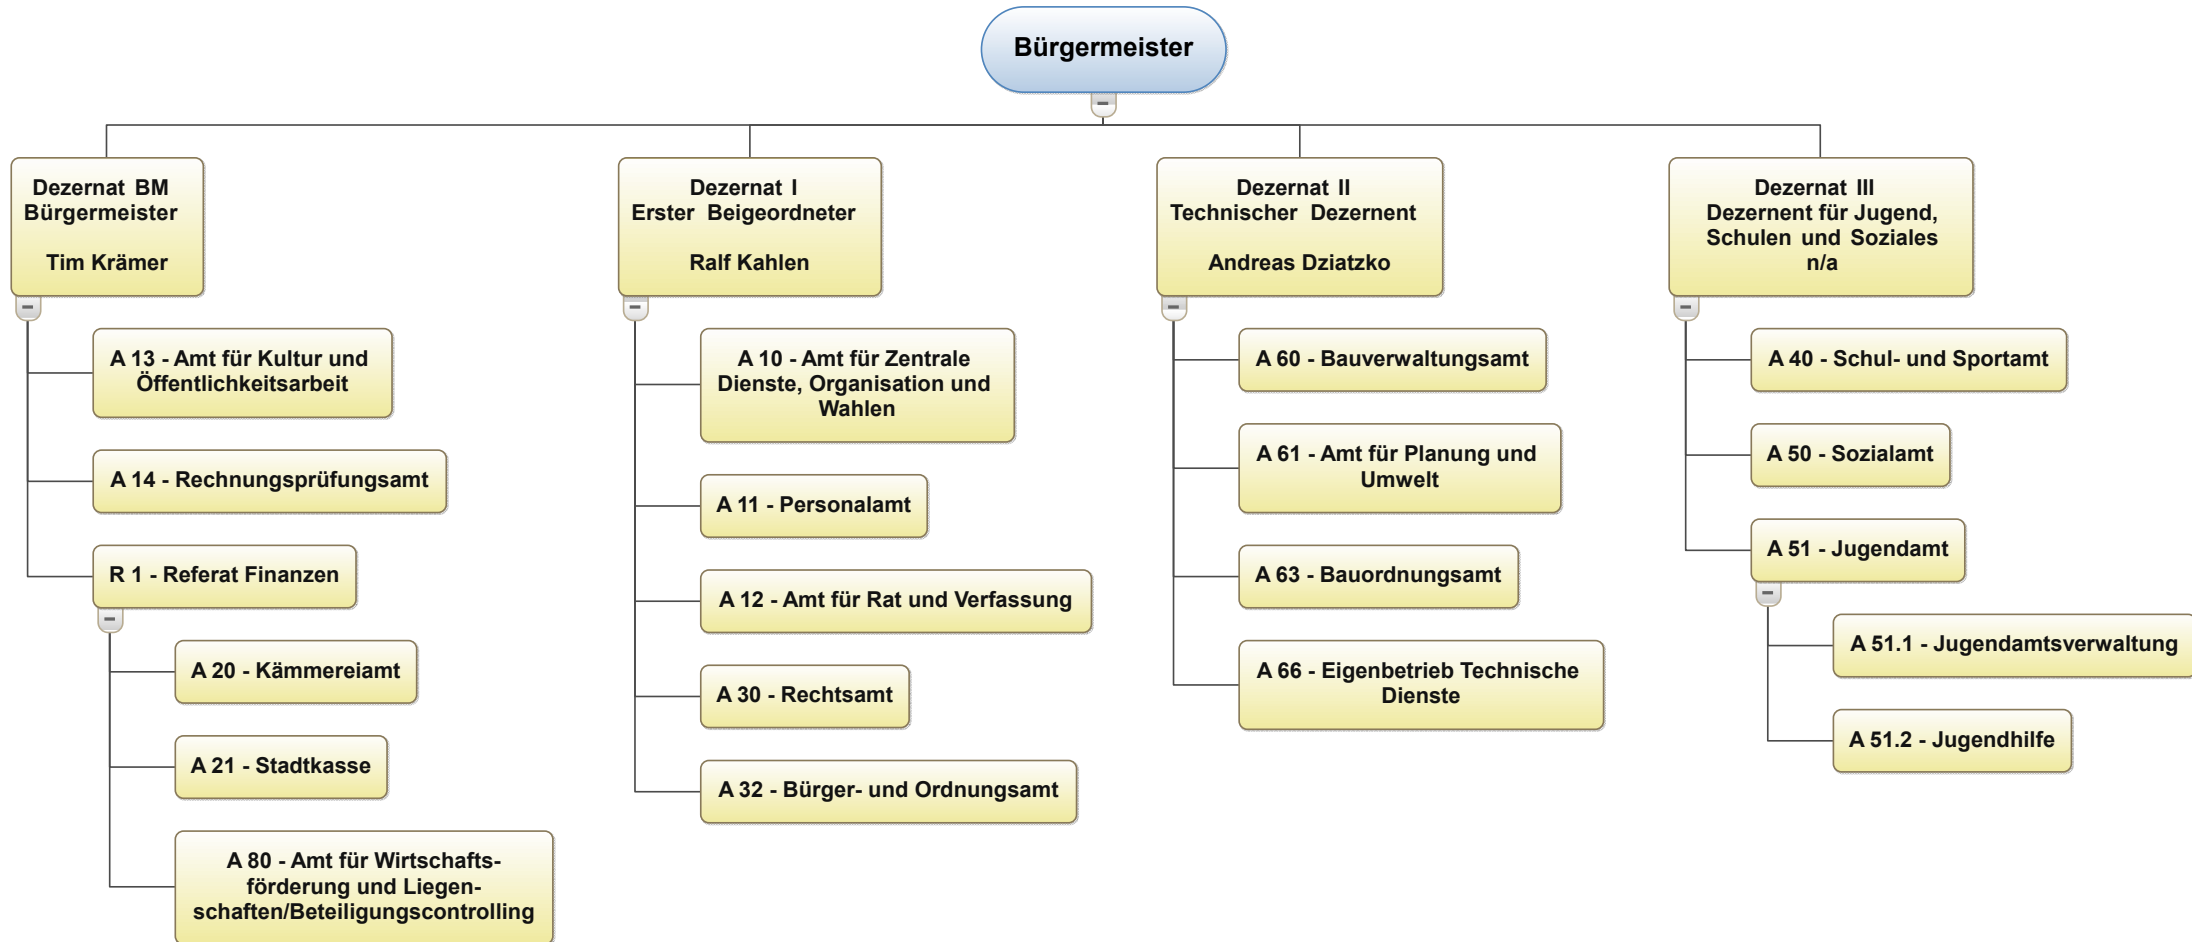 Bürgermeister
Dezernat BM
Bürgermeister
Tim Krämer
A 13 - Amt für Kultur und
Öffentlichkeitsarbeit
A 14 - Rechnungsprüfungsamt
R 1 - Referat Finanzen
A 20 - Kämmereiamt
A 21 - Stadtkasse
A 80 - Amt für Wirtschafts-
förderung und Liegen-
schaften/Beteiligungscontrolling
Dezernat I
Erster Beigeordneter
Ralf Kahlen
A 10 - Amt für Zentrale
Dienste, Organisation und
Wahlen
A 11 - Personalamt
A 12 - Amt für Rat und Verfassung
A 30 - Rechtsamt
A 32 - Bürger- und Ordnungsamt
Dezernat II
Technischer Dezernent
Andreas Dziatzko
A 60 - Bauverwaltungsamt
A 61 - Amt für Planung und
Umwelt
A 63 - Bauordnungsamt
A 66 - Eigenbetrieb Technische
Dienste
Dezernat III
Dezernent für Jugend,
Schulen und Soziales
n/a
A 40 - Schul- und Sportamt
A 50 - Sozialamt
A 51 - Jugendamt
A 51.1 - Jugendamtsverwaltung
A 51.2 - Jugendhilfe